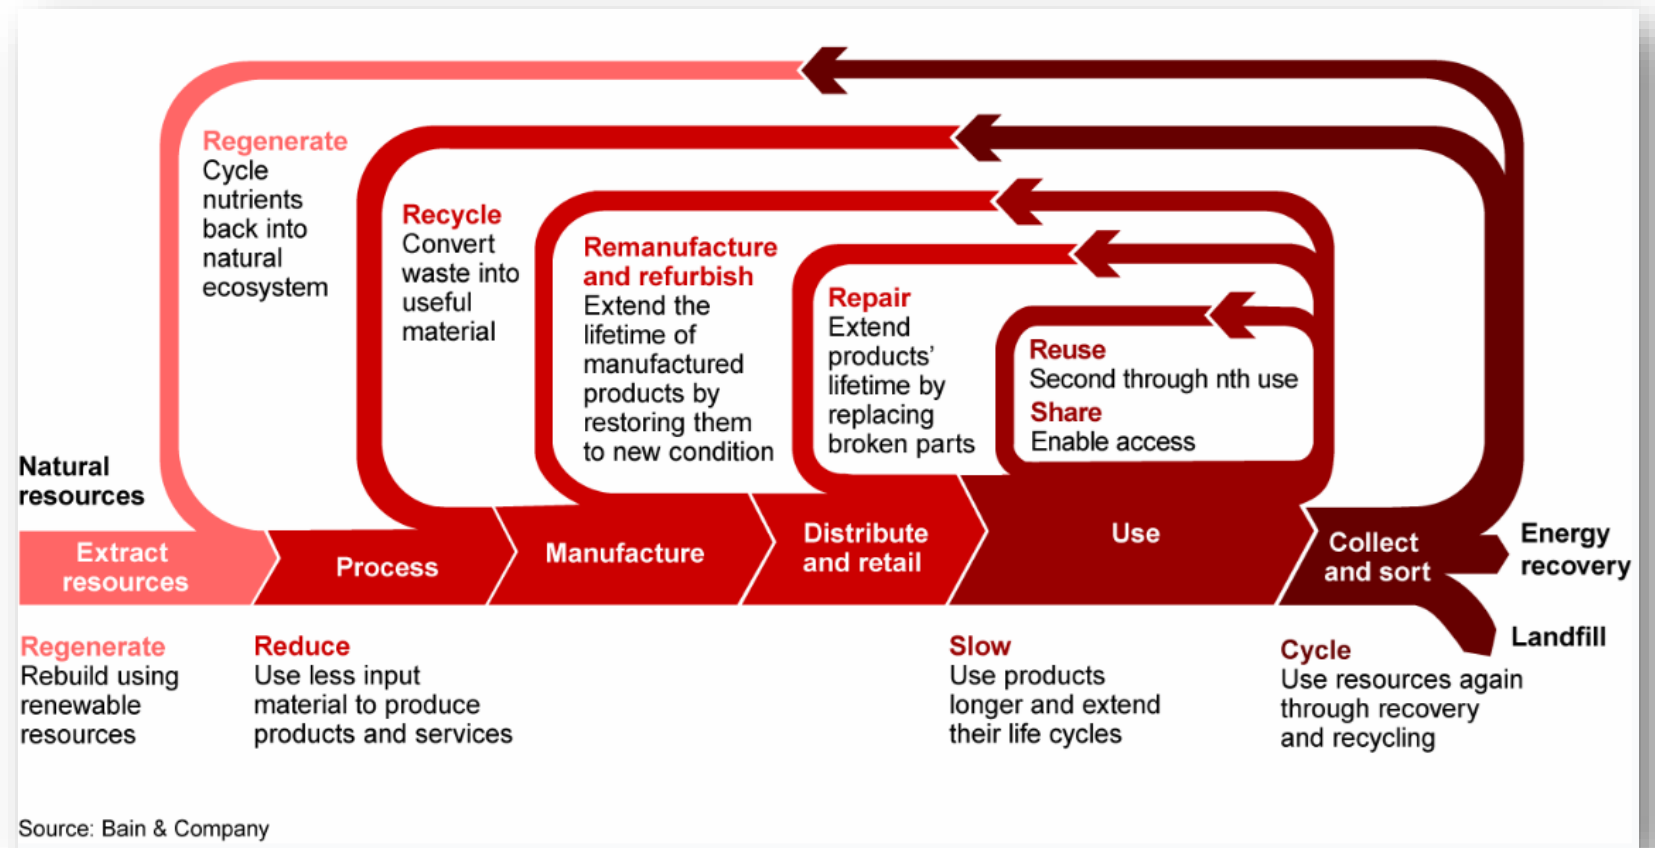 Regenerate
Cycle
nutrients
back into
natural
ecosystem
Recycle
Convert
waste into
useful
material
Remanufacture
and refurbish
Extend the
lifetime of
manufactured
products by
restoring them
to new condition
Repair
Extend
products’
lifetime by
replacing
broken parts
Reuse
Second through nth use
Share
Enable access
Natural
resources
Extract
resources
Process
Manufacture
Distribute
and retail
Use
Collect
and sort
Energy
recovery
Landfill
Regenerate
Rebuild using
renewable
resources
Reduce
Use less input
material to produce
products and services
Slow
Use products
longer and extend
their life cycles
Cycle
Use resources again
through recovery
and recycling
Source: Bain & Company